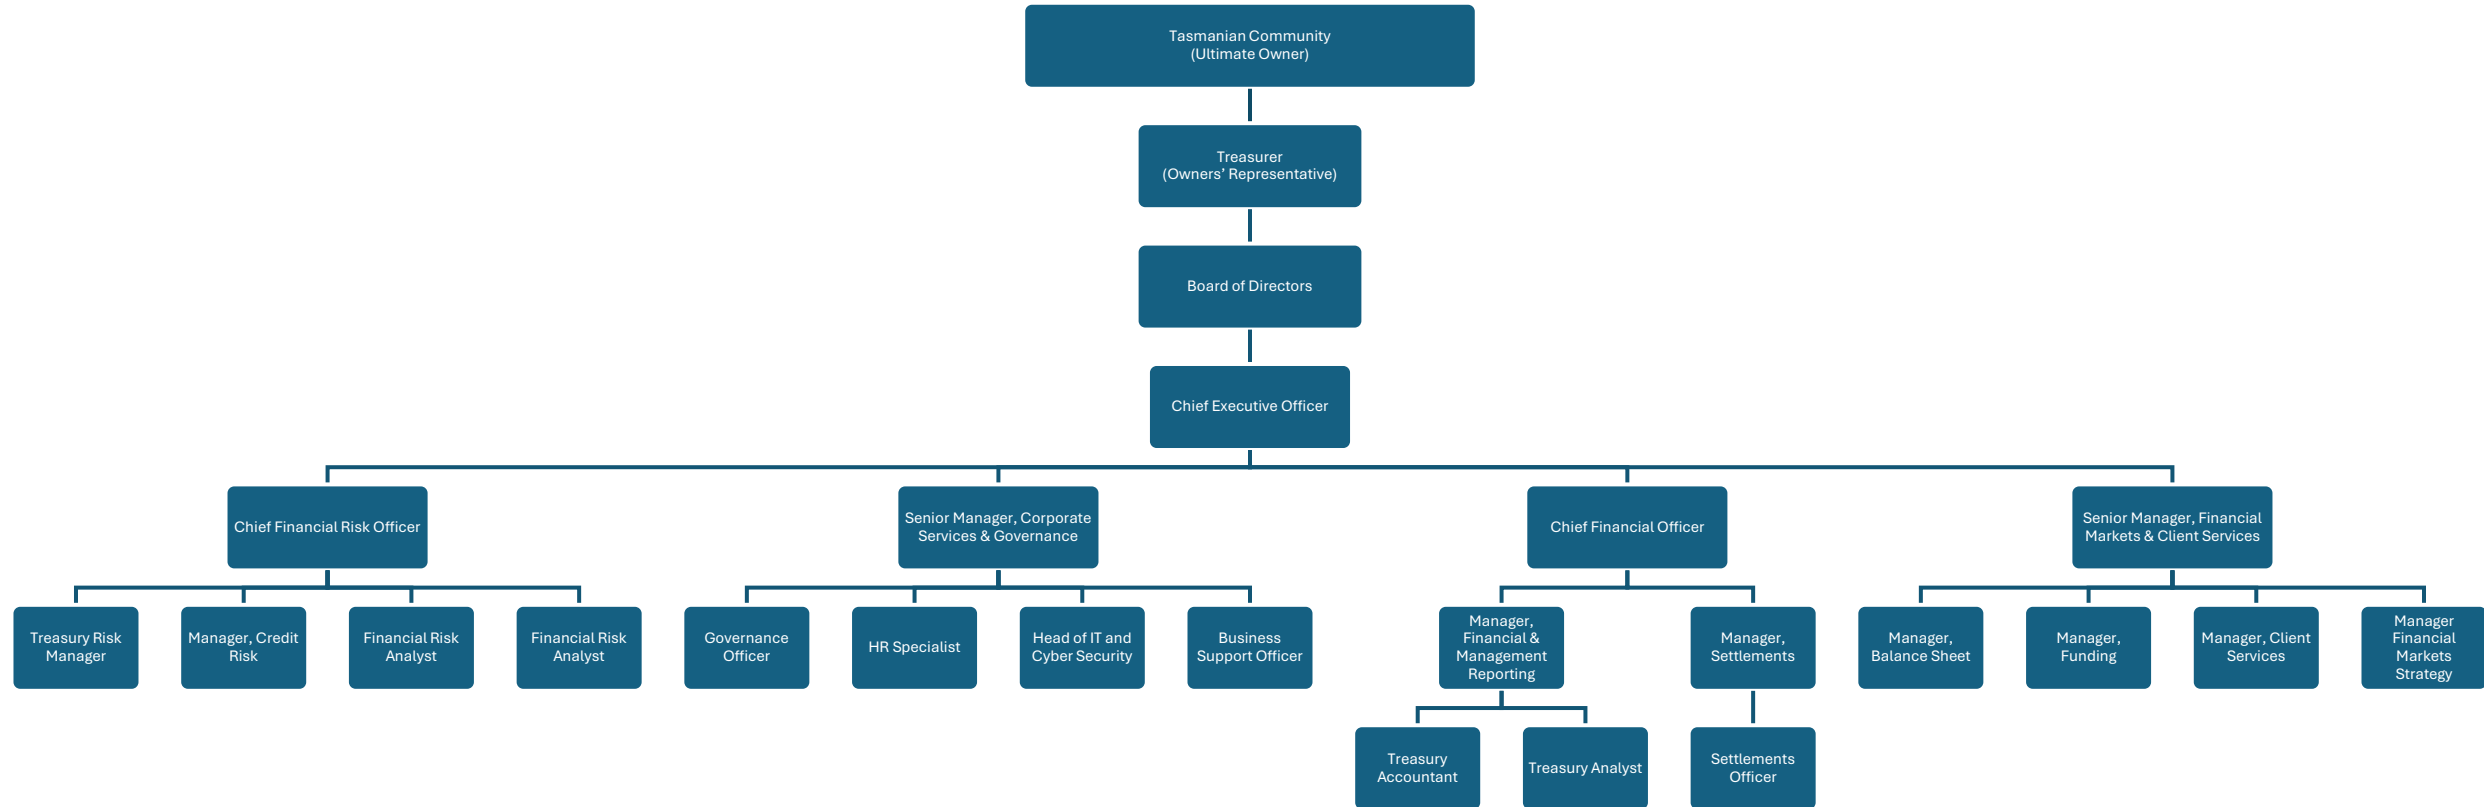 Tasmanian Community
(Ultimate Owner)
Treasurer
(Owners’ Representative)
Board of Directors
Chief Executive Officer
Chief Financial Risk Officer
Senior Manager, Corporate
Services & Governance
Chief Financial Officer
Senior Manager, Financial
Markets & Client Services
Treasury Risk
Manager
Manager, Credit
Risk
Financial Risk
Analyst
Financial Risk
Analyst
Governance
Officer
HR Specialist
Head of IT and
Cyber Security
Business
Support Officer
Manager,
Financial &
Management
Reporting
Manager,
Settlements
Manager,
Balance Sheet
Manager,
Funding
Manager, Client
Services
Manager
Financial
Markets
Strategy
Treasury
Accountant
Treasury Analyst
Settlements
Officer